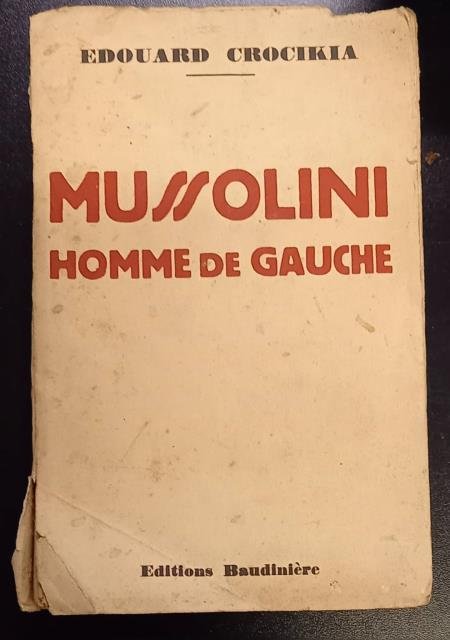 EDOUARD CROCIKIA
MUSSOLINI
HOMME DE GAUCHE
Editions Baudinière